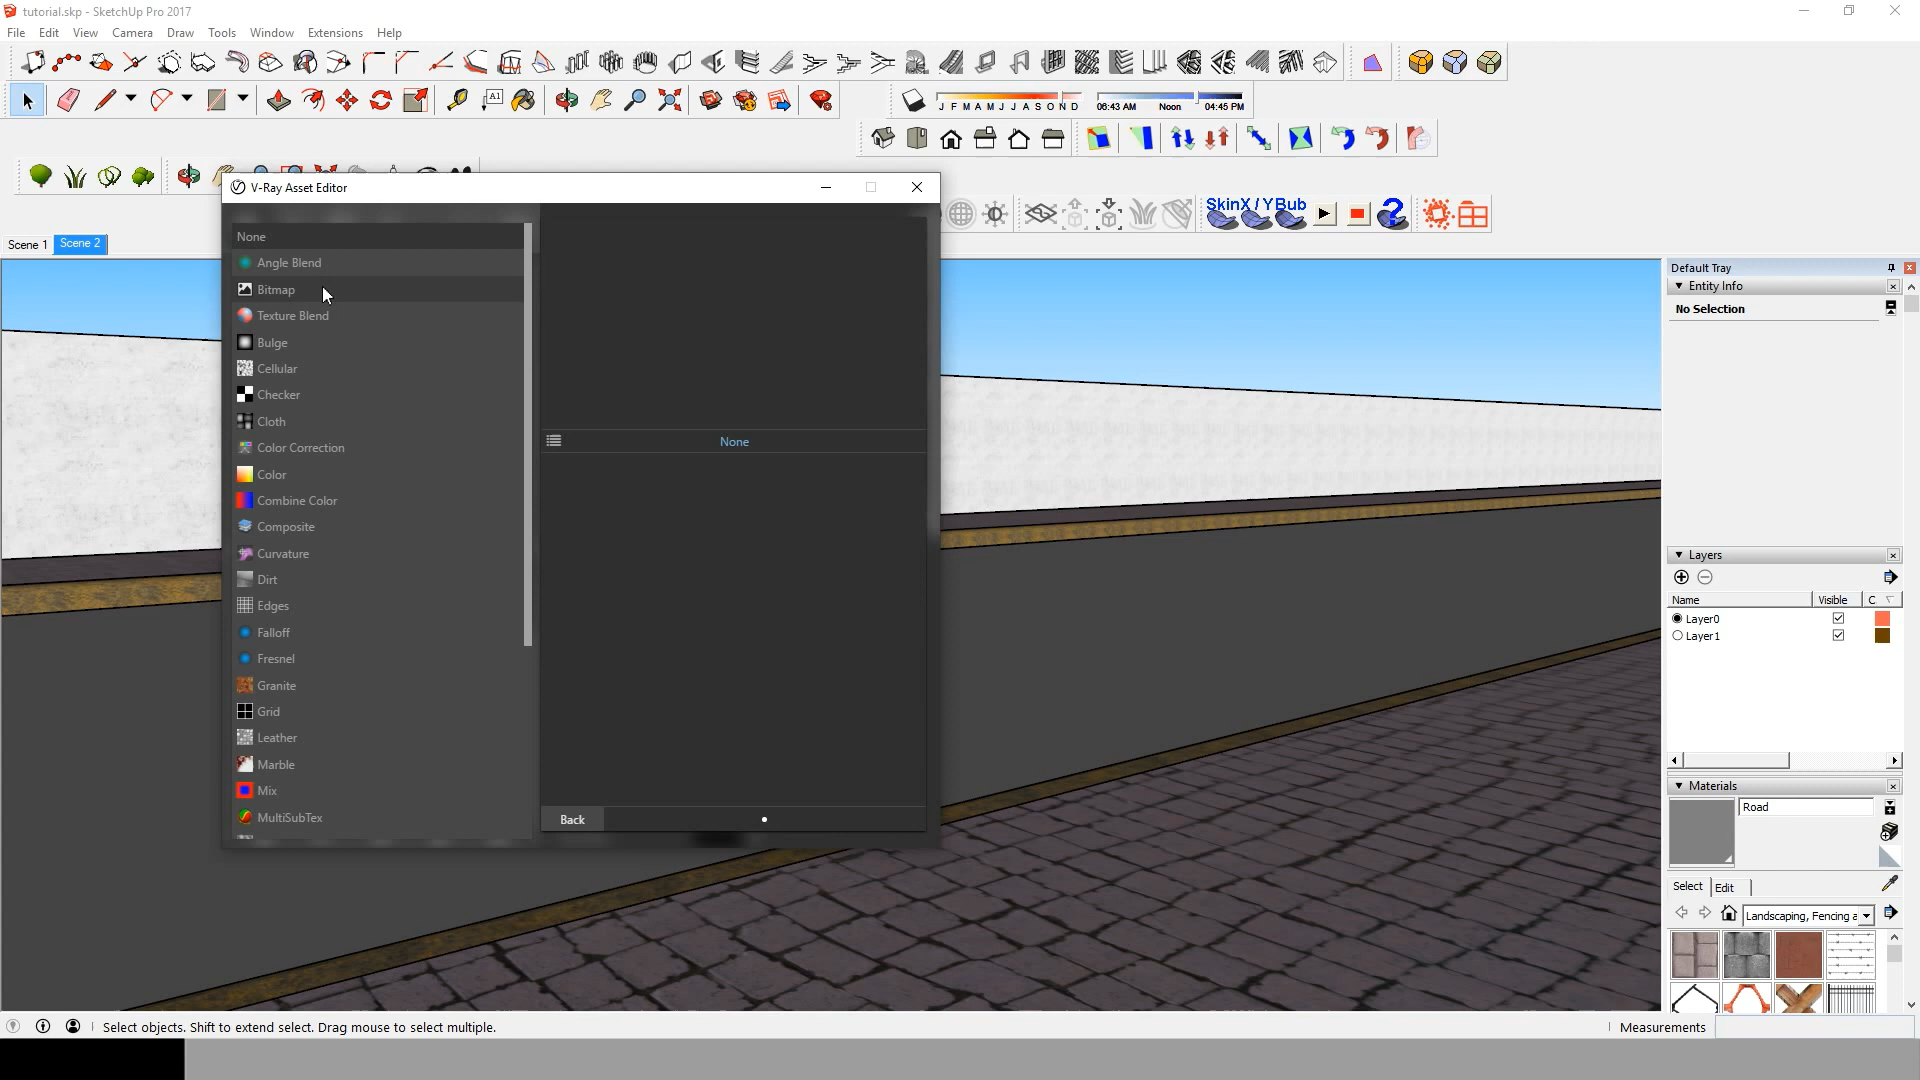 tutorial.skp - SketchUp Pro 2017
File Edit View Camera Draw Tools Window Extensions Help
A1
J F M A M J J A S O N D 06:43 AM Noon 04:45 PM
V-Ray Asset Editor
SkinX / Y Bub
Scene 1 Scene 2
None
Angle Blend
Bitmap
Texture Blend
Bulge
Cellular
Checker
Cloth
Color Correction
Color
Combine Color
Composite
Curvature
Dirt
Edges
Falloff
Fresnel
Granite
Grid
Leather
Marble
Mix
MultiSubTex
None
Back
Default Tray
Entity Info
No Selection
Layers
Name Visible C
Layer0
Layer1
Materials
Road
Select Edit
Landscaping, Fencing a
Select objects. Shift to extend select. Drag mouse to select multiple.
Measurements